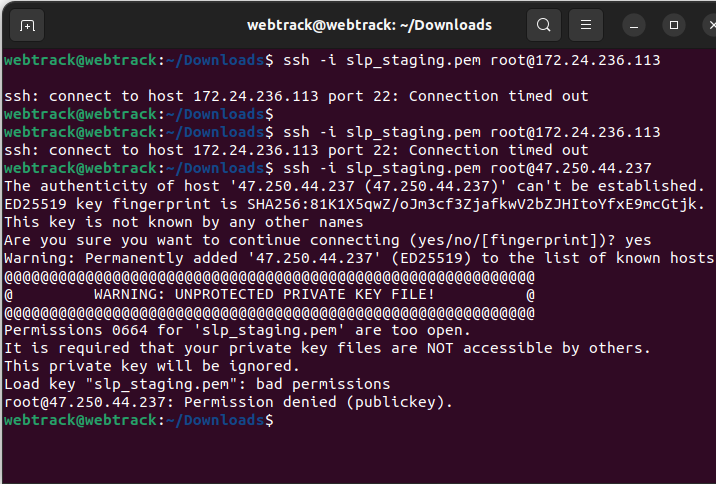 webtrack@webtrack: ~/Downloads
webtrack@webtrack:~/Downloads$ ssh -i slp_staging.pem root@172.24.236.113
ssh: connect to host 172.24.236.113 port 22: Connection timed out
webtrack@webtrack:~/Downloads$
webtrack@webtrack:~/Downloads$ ssh -i slp_staging.pem root@172.24.236.113
ssh: connect to host 172.24.236.113 port 22: Connection timed out
webtrack@webtrack:~/Downloads$ ssh -i slp_staging.pem root@47.250.44.237
The authenticity of host '47.250.44.237 (47.250.44.237)' can't be established.
ED25519 key fingerprint is SHA256:81K1X5qwZ/oJm3cf3ZjafkwV2bZJHItoYfxE9mcGtjk.
This key is not known by any other names
Are you sure you want to continue connecting (yes/no/[fingerprint])? yes
Warning: Permanently added '47.250.44.237' (ED25519) to the list of known hosts
@@@@@@@@@@@@@@@@@@@@@@@@@@@@@@@@@@@@@@@@@@@@@@@@@@@@@@@@@@@
@         WARNING: UNPROTECTED PRIVATE KEY FILE!          @
@@@@@@@@@@@@@@@@@@@@@@@@@@@@@@@@@@@@@@@@@@@@@@@@@@@@@@@@@@@
Permissions 0664 for 'slp_staging.pem' are too open.
It is required that your private key files are NOT accessible by others.
This private key will be ignored.
Load key "slp_staging.pem": bad permissions
root@47.250.44.237: Permission denied (publickey).
webtrack@webtrack:~/Downloads$